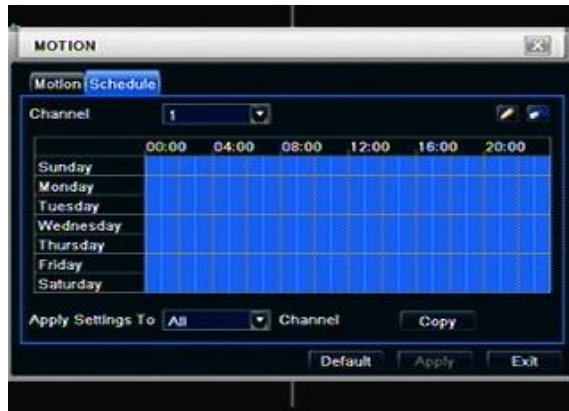 MOTION
Motion Schedule
Channel 1
00:00 04:00 08:00 12:00 16:00 20:00
Sunday
Monday
Tuesday
Wednesday
Thursday
Friday
Saturday
Apply Settings To All Channel Copy
Default Apply Exit